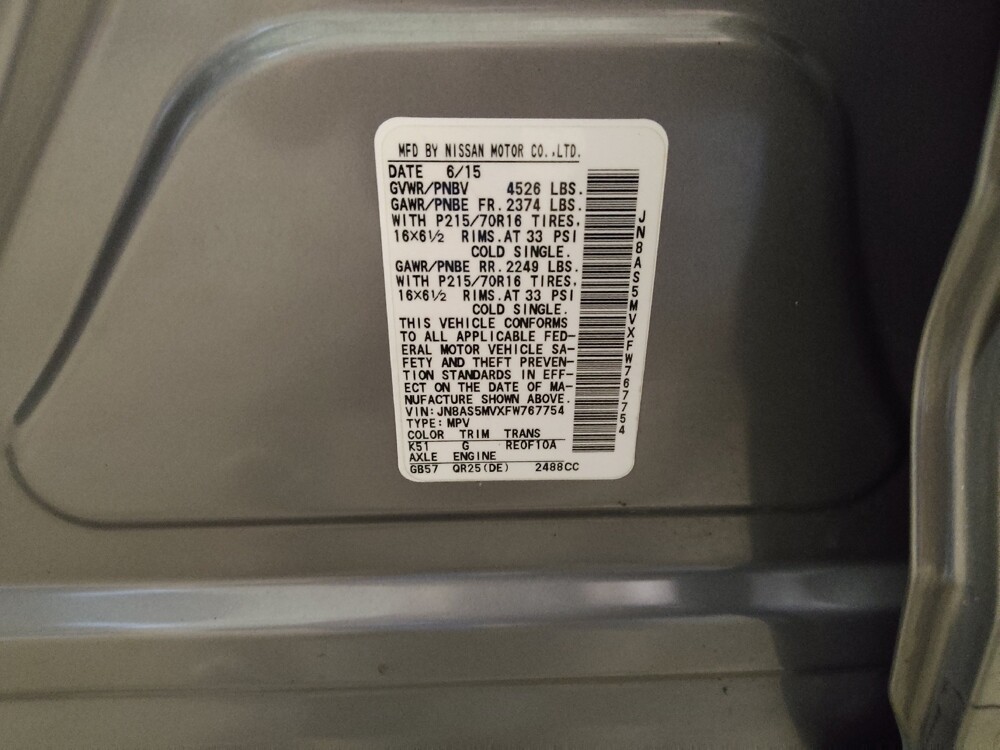 MFD BY NISSAN MOTOR CO.,LTD.
DATE 6/15
GVWR/PNBV 4526 LBS.
GAWR/PNBE FR. 2374 LBS.
WITH P215/70R16 TIRES,
16X6½ RIMS.AT 33 PSI
COLD SINGLE.
GAWR/PNBE RR. 2249 LBS.
WITH P215/70R16 TIRES,
16X6½ RIMS.AT 33 PSI
COLD SINGLE.
THIS VEHICLE CONFORMS
TO ALL APPLICABLE FED-
ERAL MOTOR VEHICLE SA-
FETY AND THEFT PREVEN-
TION STANDARDS IN EFF-
ECT ON THE DATE OF MA-
NUFACTURE SHOWN ABOVE.
VIN:JN8AS5MVXFW767754
TYPE:MPV
COLOR TRIM TRANS
K51 G RE0F10A
AXLE ENGINE
GB57 QR25(DE) 2488CC
JN8AS5MVXFW767754